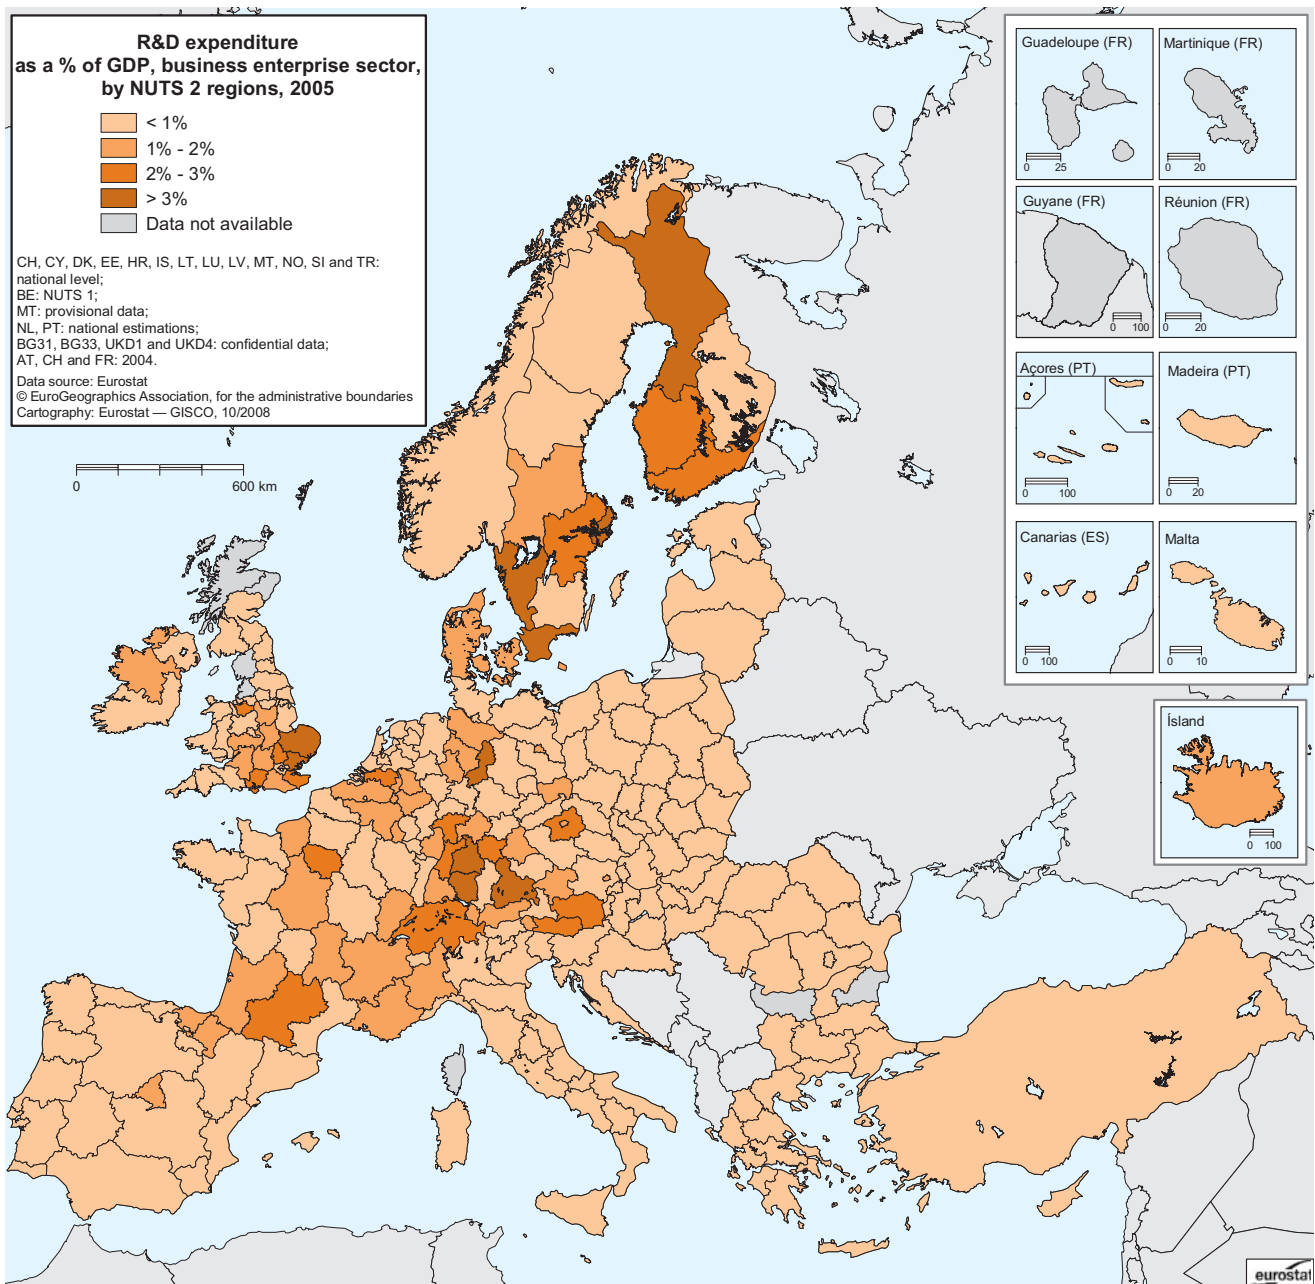 R&D expenditure
as a % of GDP, business enterprise sector,
by NUTS 2 regions, 2005
< 1%
1% - 2%
2% - 3%
> 3%
Data not available
CH, CY, DK, EE, HR, IS, LT, LU, LV, MT, NO, SI and TR:
national level;
BE: NUTS 1;
MT: provisional data;
NL, PT: national estimations;
BG31, BG33, UKD1 and UKD4: confidential data;
AT, CH and FR: 2004.
Data source: Eurostat
© EuroGeographics Association, for the administrative boundaries
Cartography: Eurostat — GISCO, 10/2008
0 600 km
Guadeloupe (FR)
0 25
Martinique (FR)
0 20
Guyane (FR)
0 100
Réunion (FR)
0 20
Açores (PT)
0 100
Madeira (PT)
0 20
Canarias (ES)
0 100
Malta
0 10
Ísland
0 100
eurostat